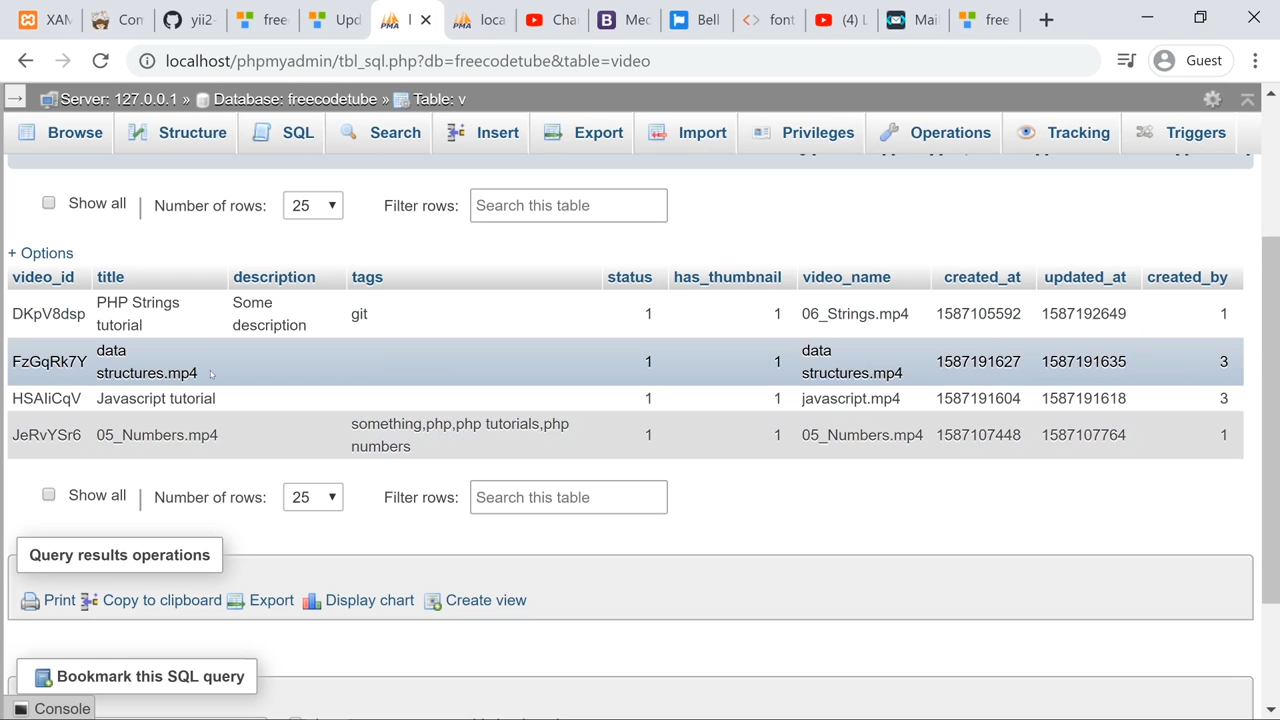 XAM
Con
yii2-
free
Upd
l
loca
Cha
Mec
Bell
font
(4) L
Mai
free
localhost/phpmyadmin/tbl_sql.php?db=freecodetube&table=video
Guest
Server: 127.0.0.1 » Database: freecodetube » Table: v
Browse Structure SQL Search Insert Export Import Privileges Operations Tracking Triggers
Show all Number of rows: 25 Filter rows: Search this table
+ Options
video_id title description tags status has_thumbnail video_name created_at updated_at created_by
DKpV8dsp PHP Strings tutorial Some description git 1 1 06_Strings.mp4 1587105592 1587192649 1
FzGqRk7Y data structures.mp4 1 1 data structures.mp4 1587191627 1587191635 3
HSAIiCqV Javascript tutorial 1 1 javascript.mp4 1587191604 1587191618 3
JeRvYSr6 05_Numbers.mp4 something,php,php tutorials,php numbers 1 1 05_Numbers.mp4 1587107448 1587107764 1
Show all Number of rows: 25 Filter rows: Search this table
Query results operations
Print Copy to clipboard Export Display chart Create view
Bookmark this SQL query
Console